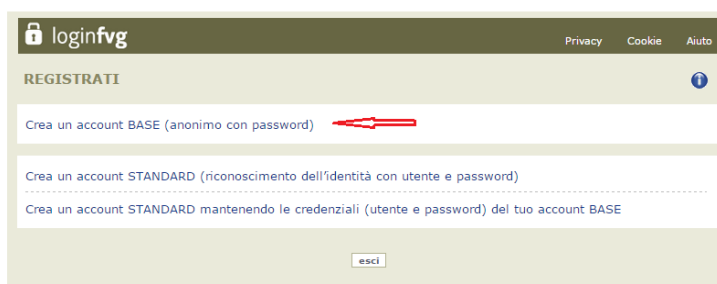 loginfvg
Privacy Cookie Aiuto
REGISTRATI
Crea un account BASE (anonimo con password)
Crea un account STANDARD (riconoscimento dell'identità con utente e password)
Crea un account STANDARD mantenendo le credenziali (utente e password) del tuo account BASE
esci